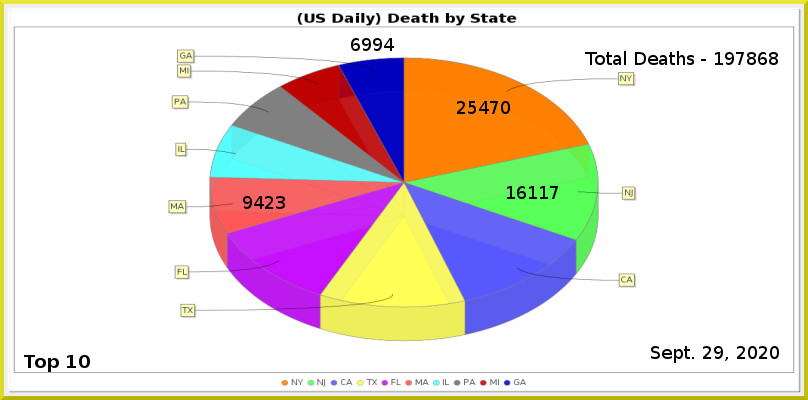 (US Daily) Death by State
6994
Total Deaths - 197868
GA
MI
NY
PA
25470
IL
NJ
16117
MA
9423
FL
CA
TX
Sept. 29, 2020
Top 10
NY NJ CA TX FL MA IL PA MI GA